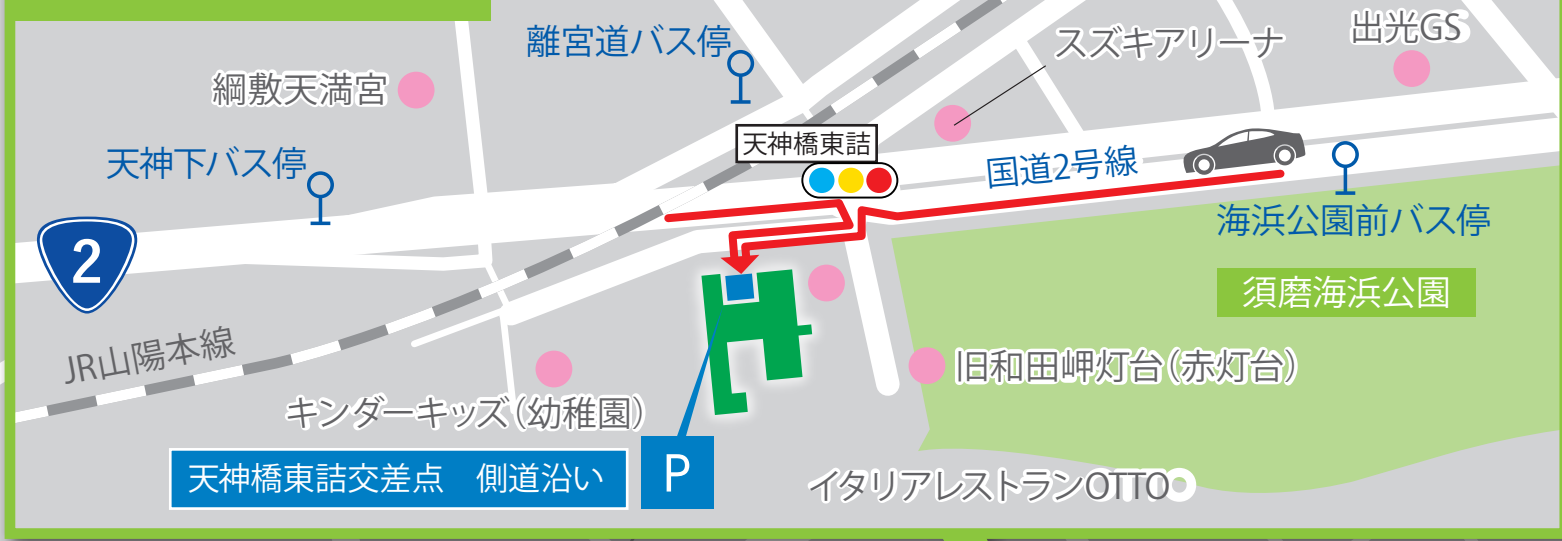 離宮道バス停
スズキアリーナ
出光GS
綱敷天満宮
天神橋東詰
天神下バス停
国道2号線
海浜公園前バス停
2
須磨海浜公園
JR山陽本線
旧和田岬灯台(赤灯台)
キンダーキッズ(幼稚園)
天神橋東詰交差点 側道沿い
P
イタリアレストランOTTO